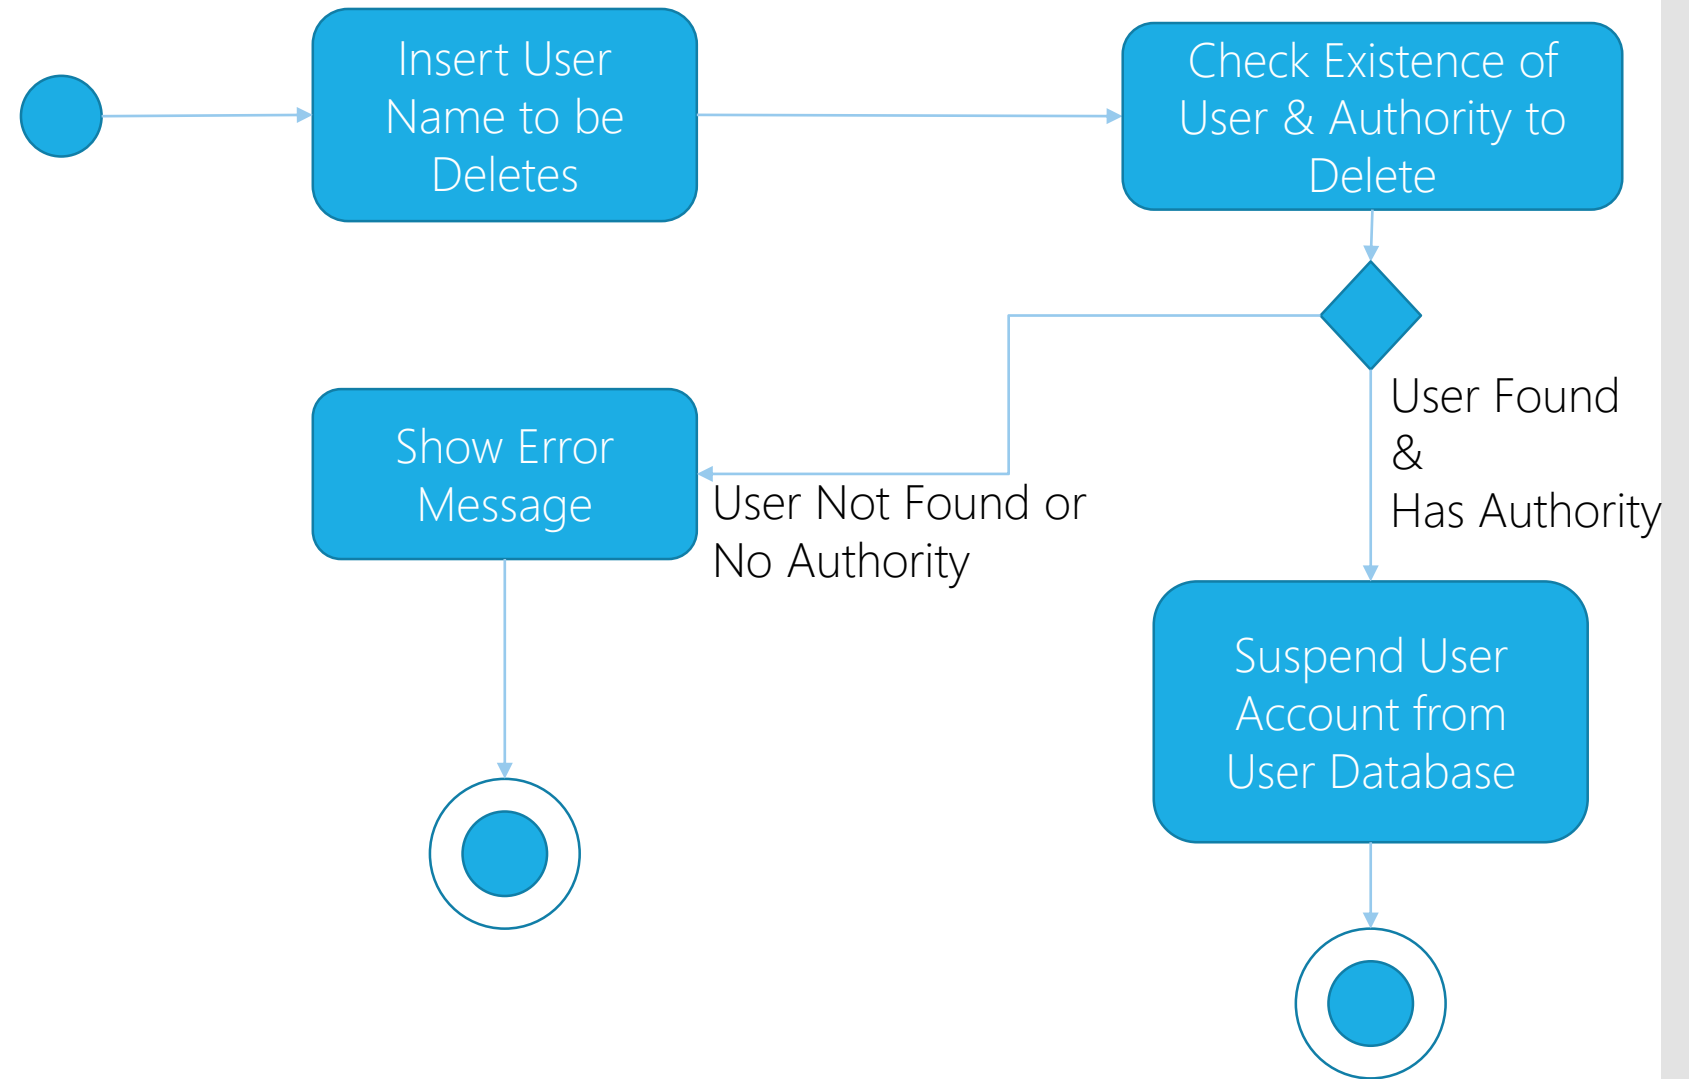 Insert User
Name to be
Deletes
Check Existence of
User & Authority to
Delete
User Found
&
Has Authority
Show Error
Message
User Not Found or
No Authority
Suspend User
Account from
User Database